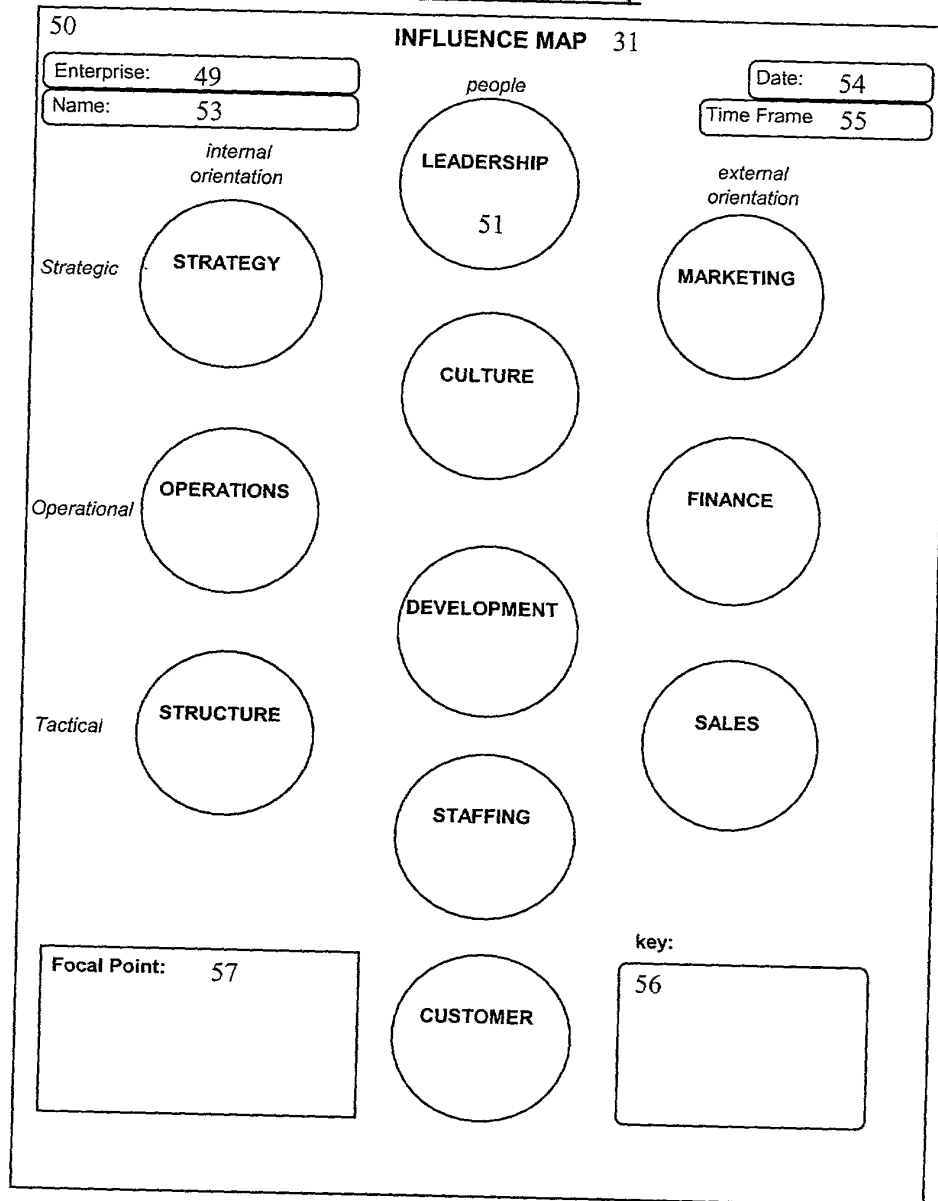 50
INFLUENCE MAP 31
Enterprise: 49
Name: 53
Date: 54
Time Frame 55
people
internal
orientation
external
orientation
LEADERSHIP
51
Strategic
STRATEGY
MARKETING
CULTURE
Operational
OPERATIONS
FINANCE
DEVELOPMENT
Tactical
STRUCTURE
SALES
STAFFING
Focal Point: 57
key:
56
CUSTOMER